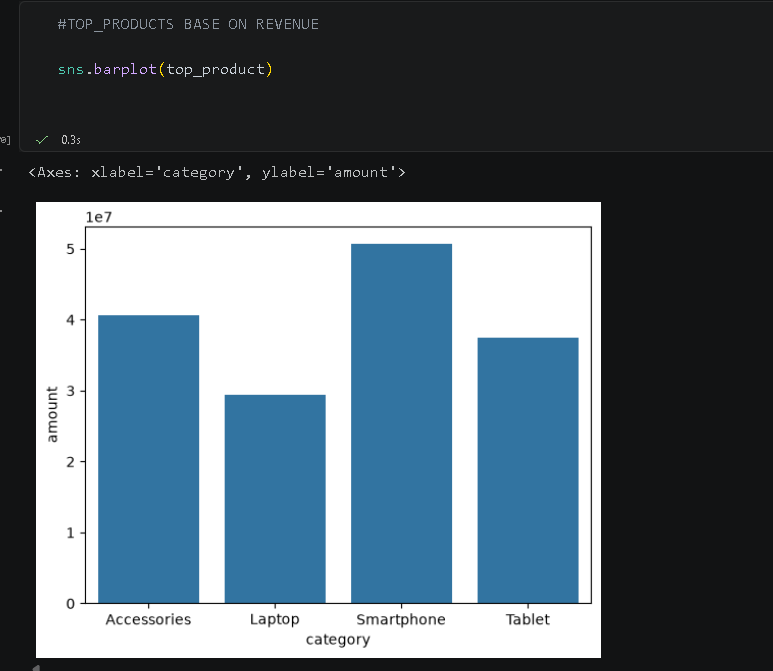 #TOP_PRODUCTS BASE ON REVENUE
sns.barplot(top_product)
0.3s
<Axes: xlabel='category', ylabel='amount'>
1e7
5
4
3
2
1
0
amount
Accessories Laptop Smartphone Tablet
category